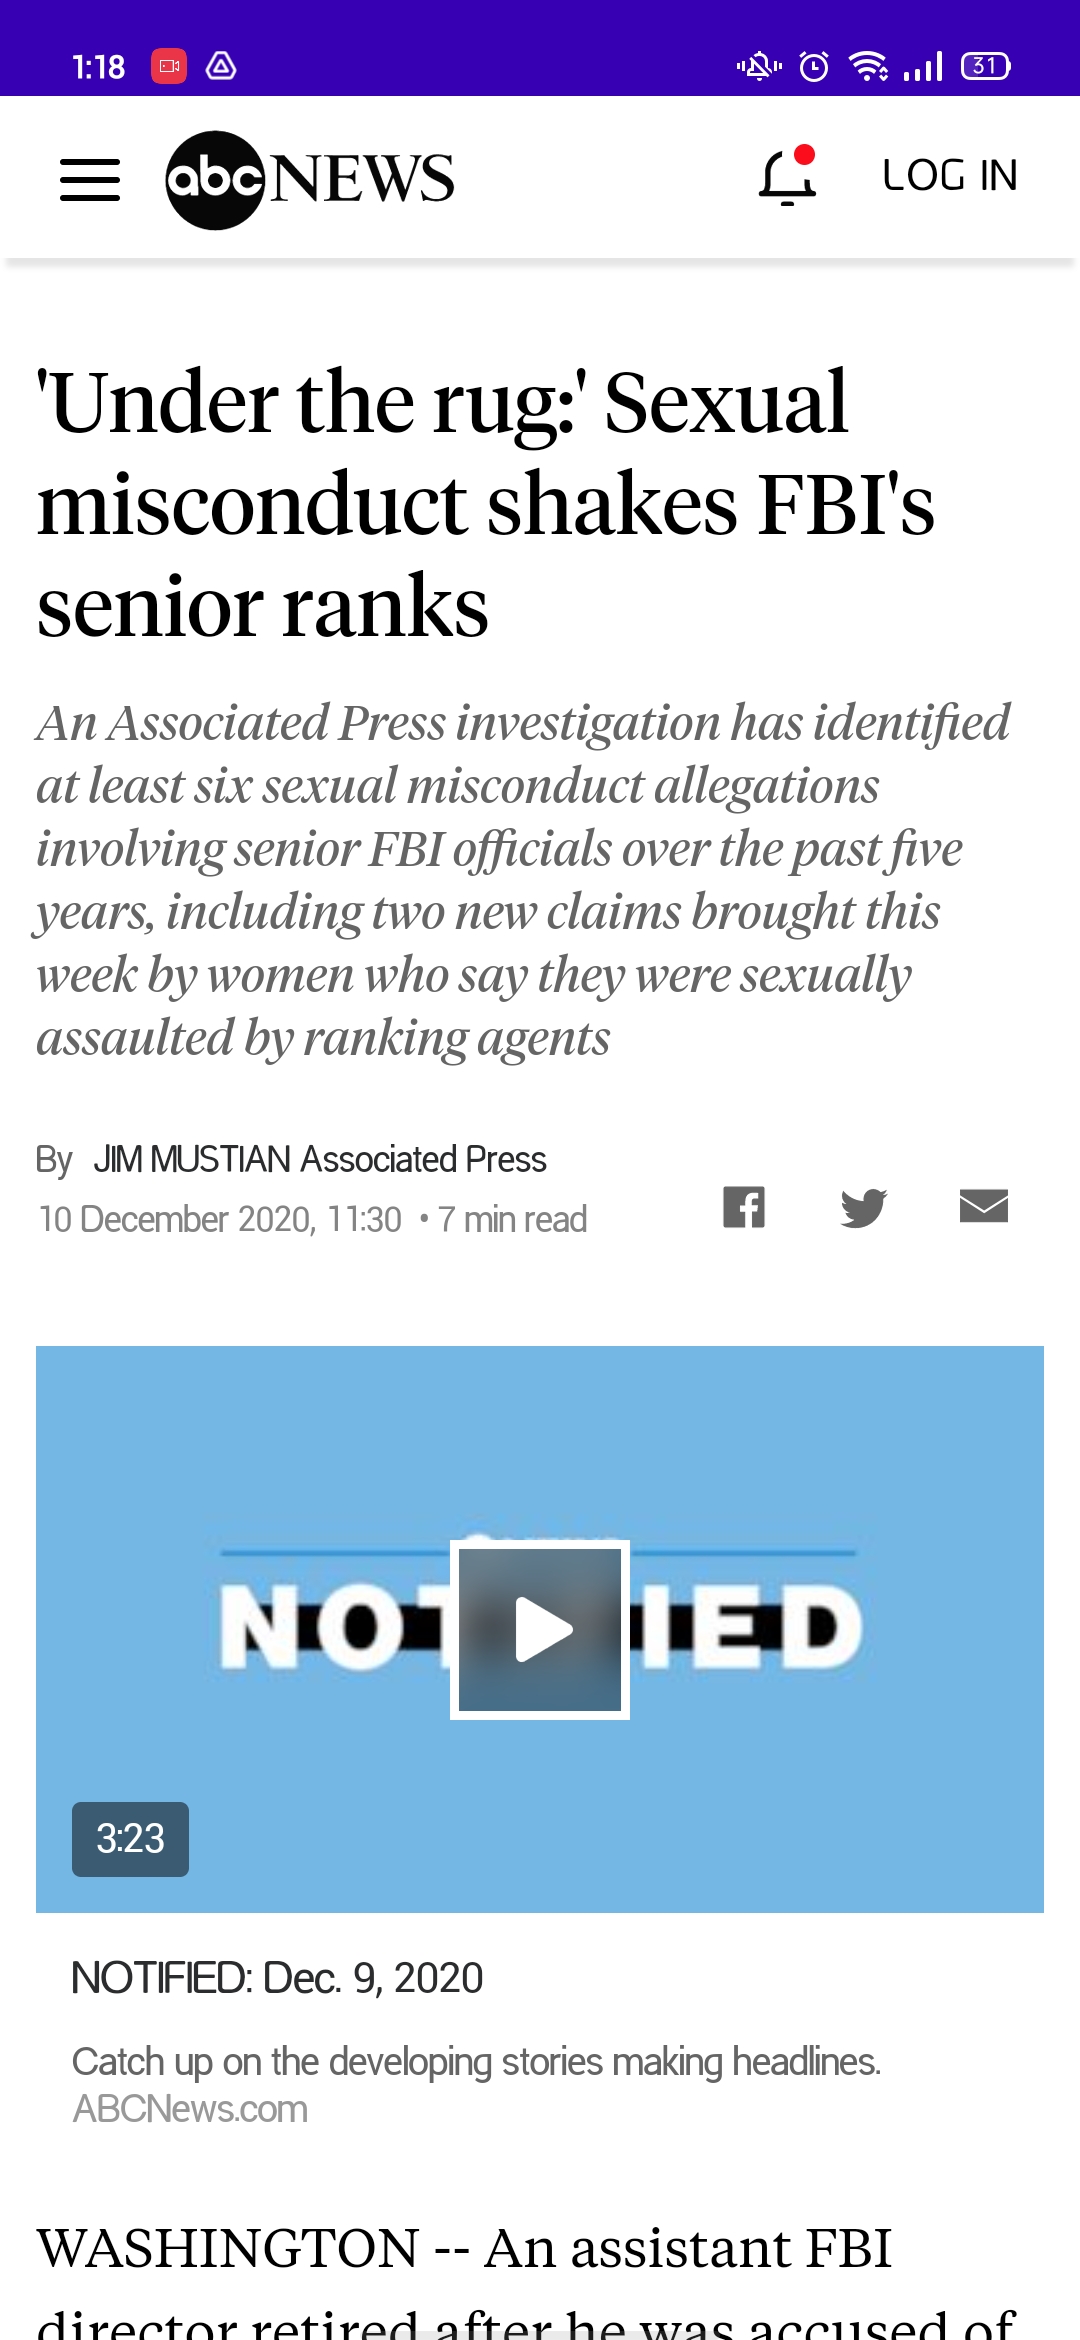 1:18
31
abc NEWS
LOG IN
'Under the rug:' Sexual
misconduct shakes FBI's
senior ranks
An Associated Press investigation has identified
at least six sexual misconduct allegations
involving senior FBI officials over the past five
years, including two new claims brought this
week by women who say they were sexually
assaulted by ranking agents
By JIM MUSTIAN Associated Press
10 December 2020, 11:30 • 7 min read
3:23
NOTIFIED: Dec. 9, 2020
Catch up on the developing stories making headlines.
ABCNews.com
WASHINGTON -- An assistant FBI
director retired after he was accused of